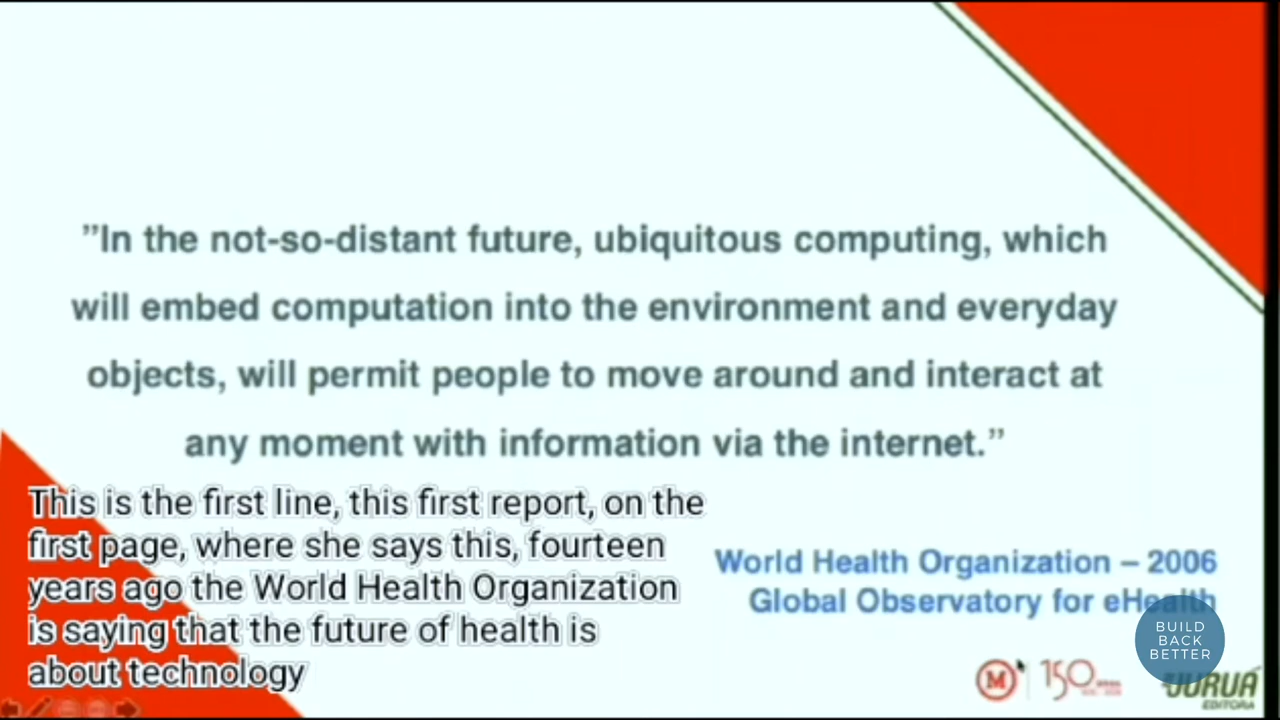 ”In the not-so-distant future, ubiquitous computing, which
will embed computation into the environment and everyday
objects, will permit people to move around and interact at
any moment with information via the internet.”
This is the first line, this first report, on the
first page, where she says this, fourteen
years ago the World Health Organization
is saying that the future of health is
about technology
World Health Organization – 2006
Global Observatory for eHealth
BUILD
BACK
BETTER
M
150
JURUÁ
EDITORA